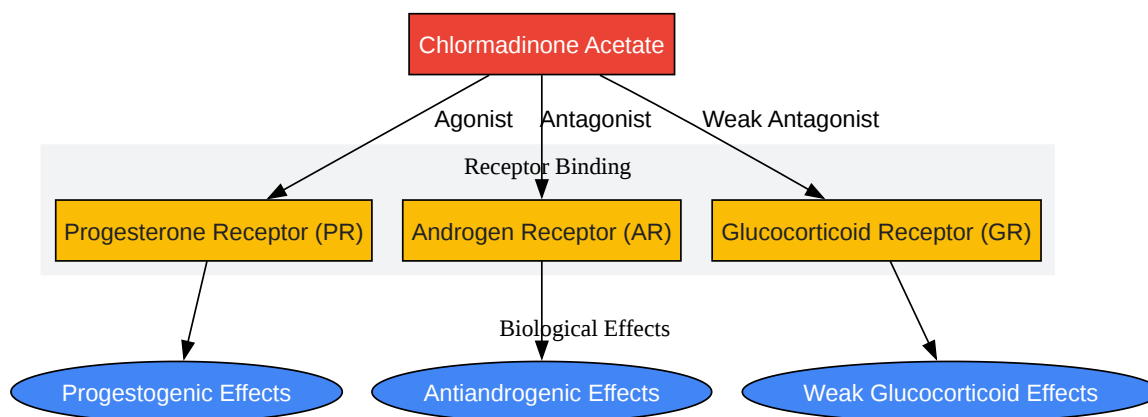 Chlormadinone Acetate
Agonist
Antagonist
Weak Antagonist
Receptor Binding
Progesterone Receptor (PR)
Androgen Receptor (AR)
Glucocorticoid Receptor (GR)
Biological Effects
Progestogenic Effects
Antiandrogenic Effects
Weak Glucocorticoid Effects